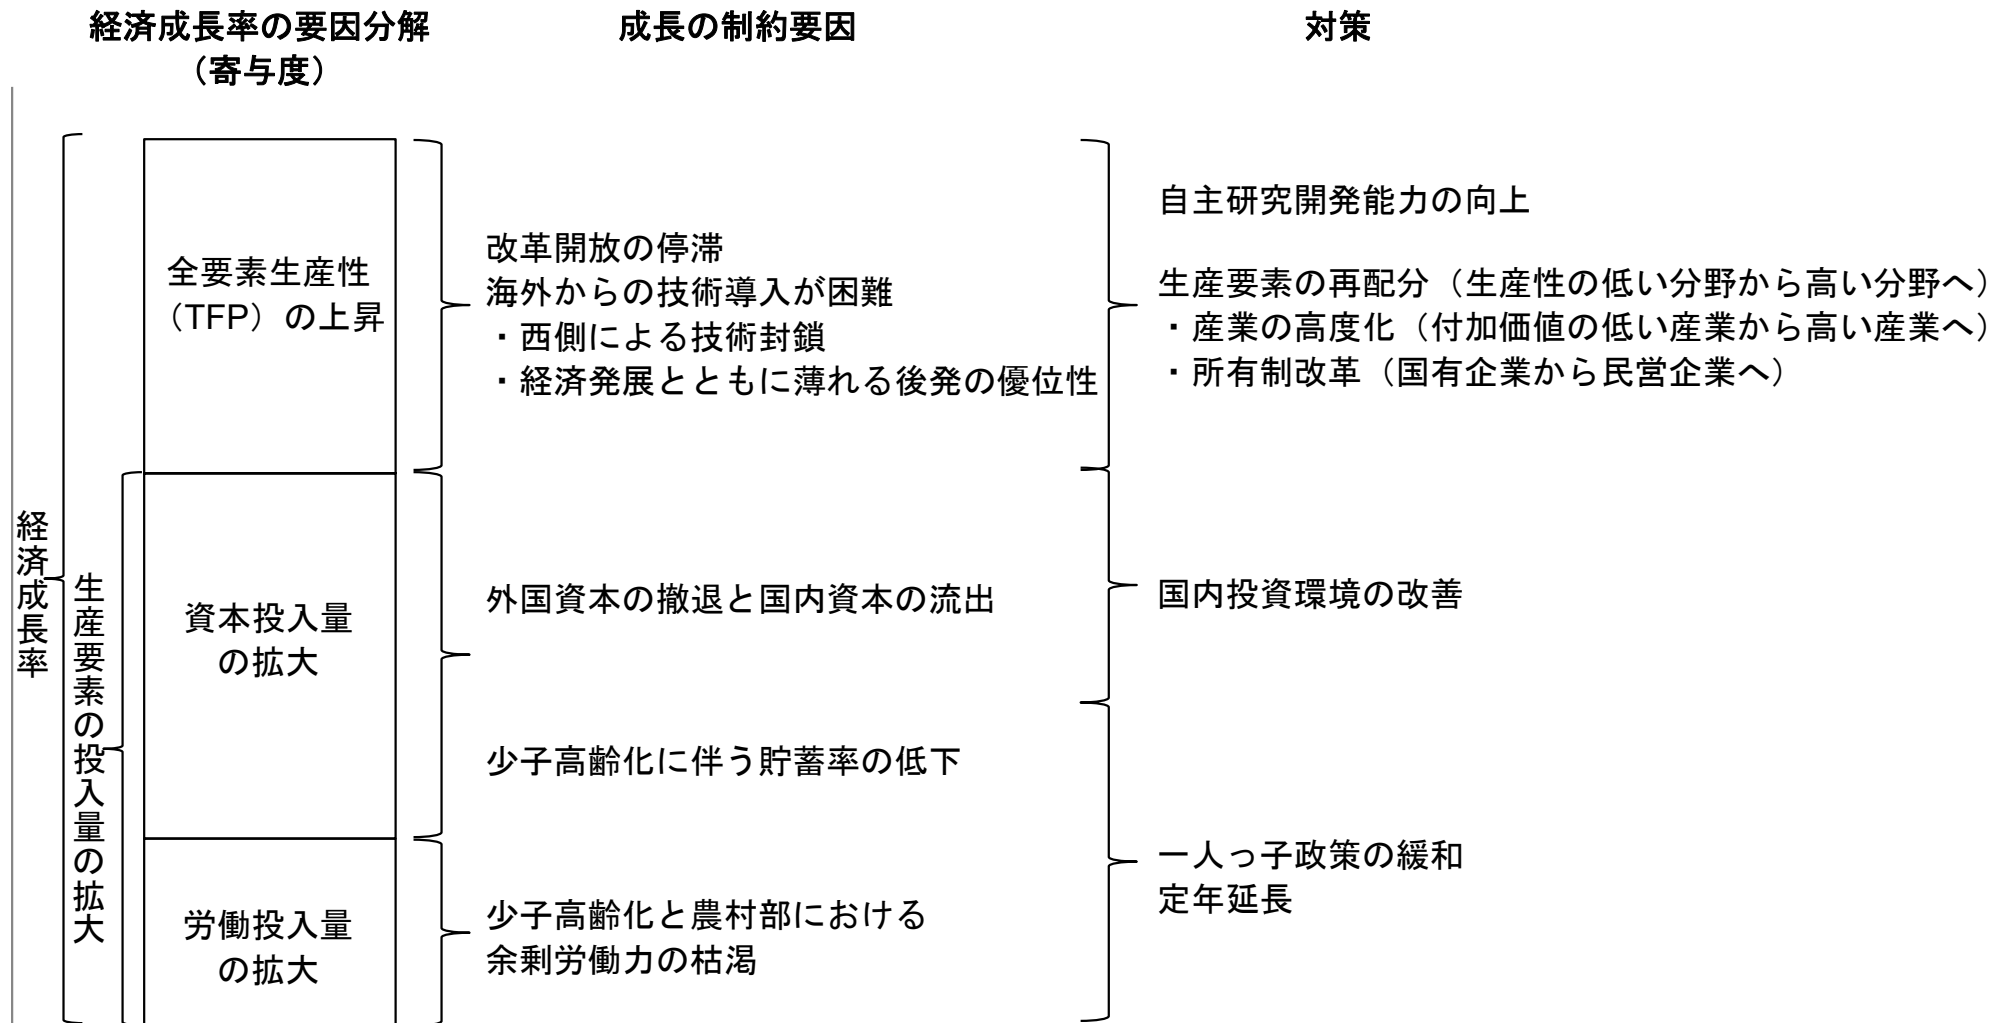 経済成長率の要因分解
（寄与度）
成長の制約要因
対策
経済成長率
生産要素の投入量の拡大
全要素生産性
（TFP）の上昇
改革開放の停滞
海外からの技術導入が困難
・西側による技術封鎖
・経済発展とともに薄れる後発の優位性
自主研究開発能力の向上
生産要素の再配分（生産性の低い分野から高い分野へ）
・産業の高度化（付加価値の低い産業から高い産業へ）
・所有制改革（国有企業から民営企業へ）
資本投入量
の拡大
外国資本の撤退と国内資本の流出
少子高齢化に伴う貯蓄率の低下
国内投資環境の改善
労働投入量
の拡大
少子高齢化と農村部における
余剰労働力の枯渇
一人っ子政策の緩和
定年延長